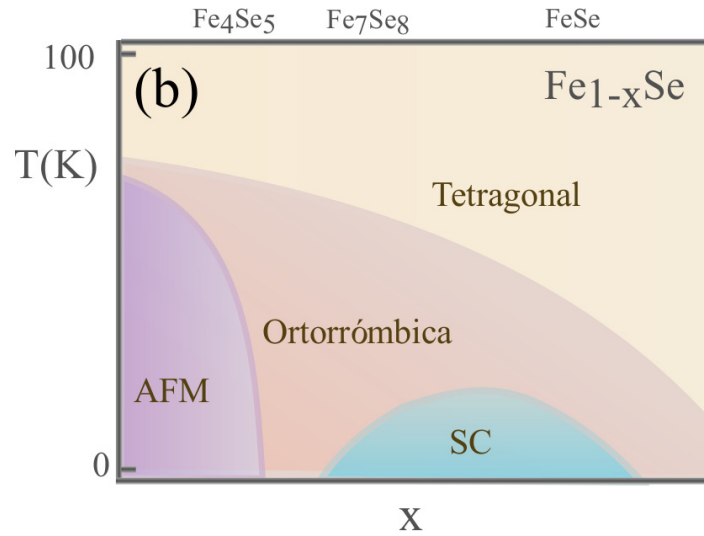 Fe4Se5 Fe7Se8 FeSe
100
(b)
Fe1-xSe
T(K)
Tetragonal
Ortorrómbica
AFM
SC
0
x